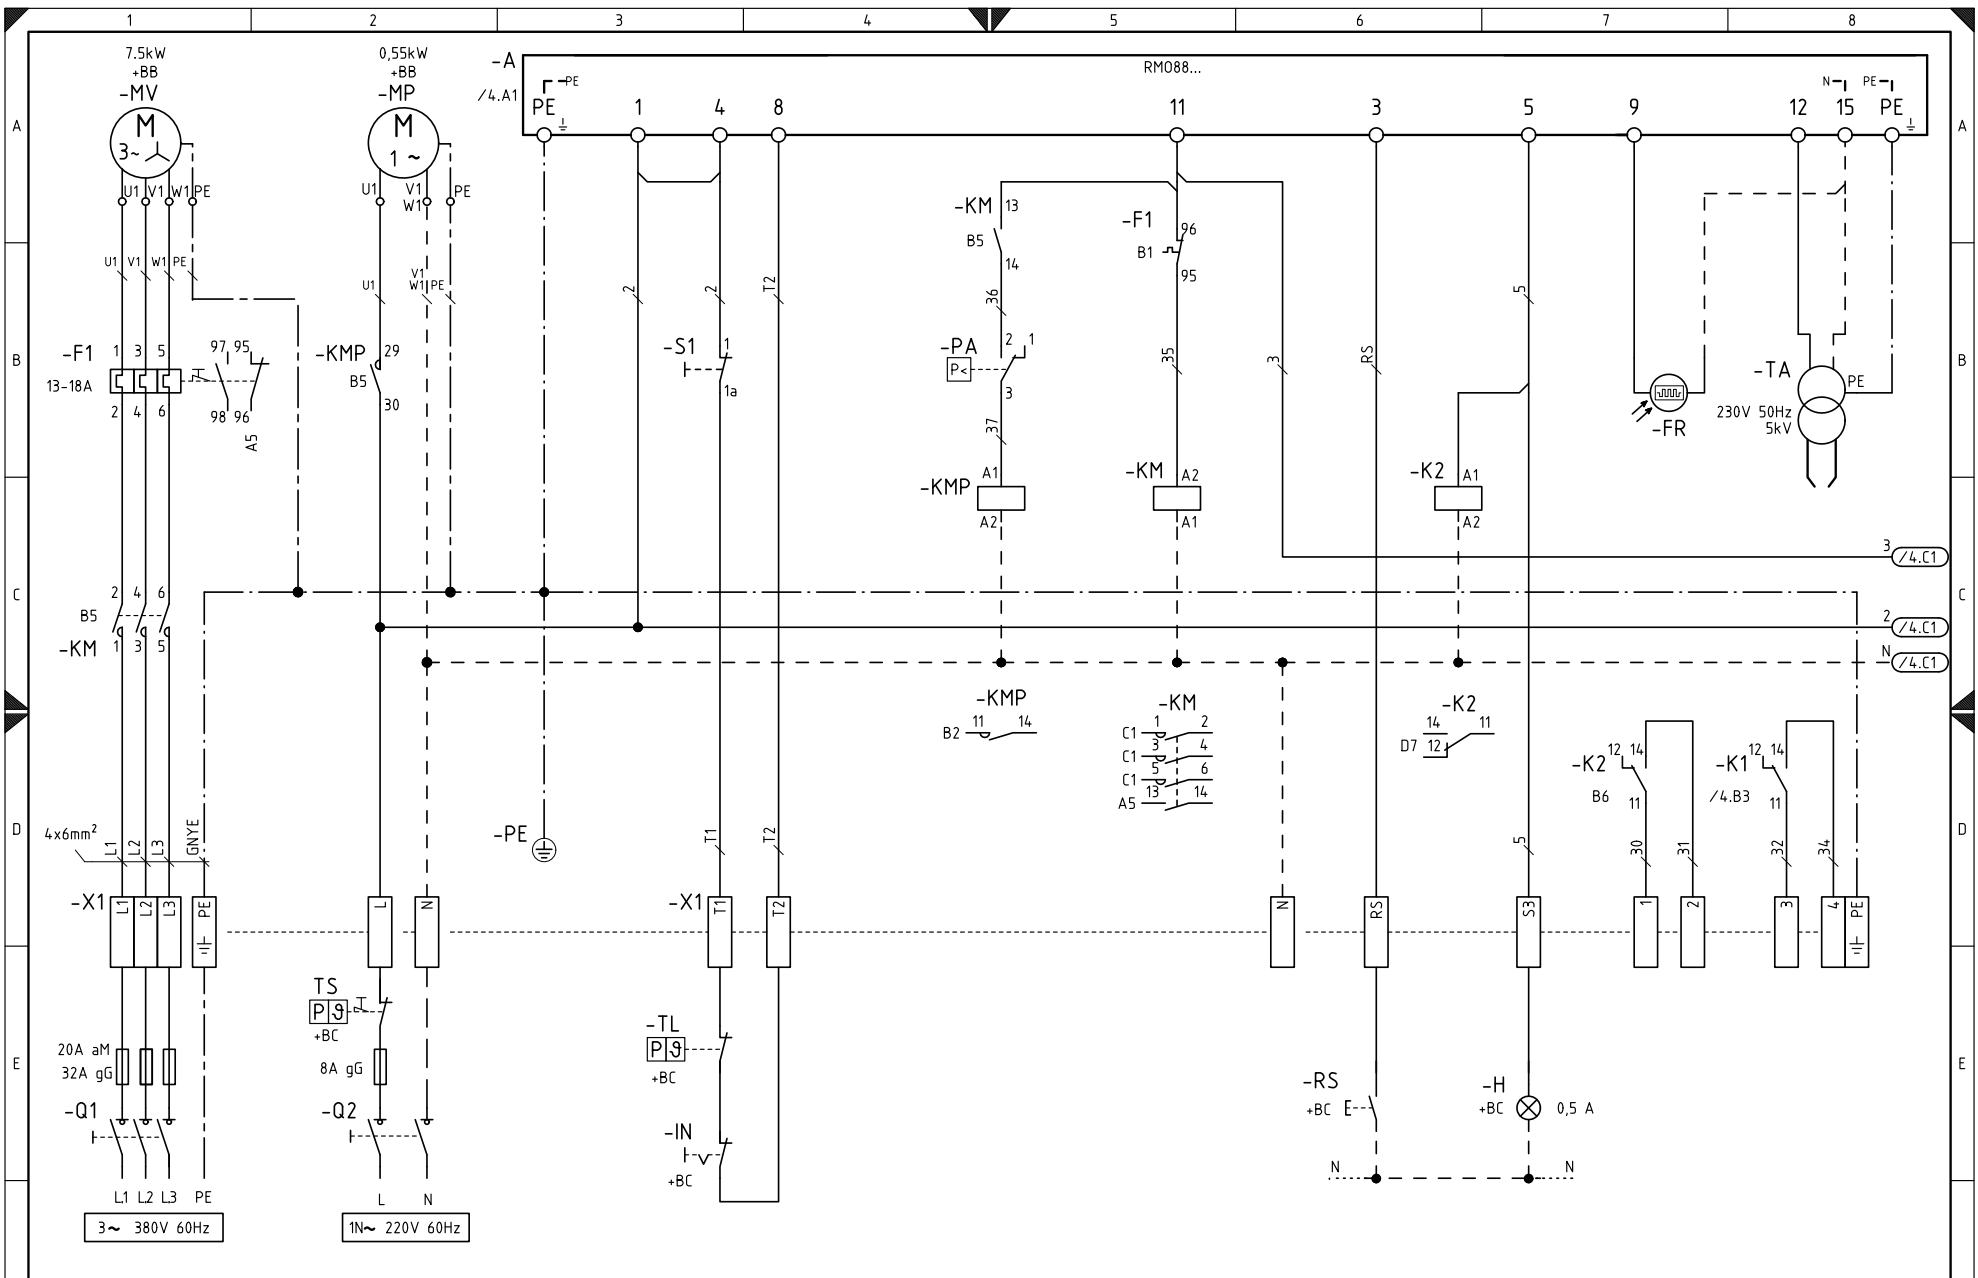 1 2 3 4 5 6 7 8
7.5kW
+BB
-MV
M
3~
U1 V1 W1 PE
U1 V1 W1 PE
0,55kW
+BB
-MP
M
1 ~
U1 V1 W1 PE
U1 V1 W1 PE
-A
/4.A1
RMO88...
PE
N
PE
PE 1 4 8 11 3 5 9 12 15 PE
A
A
-KM 13
B5
14
36
-F1
96
B1
95
2 2 T2
5
-F1
13-18A
1 3 5
2 4 6
97 95
98 96
A5
-KMP
29
B5
30
-S1
1
1a
-PA
P<
2 1
3
37
35
3
RS
B
B
-FR
-TA
PE
230V 50Hz
5kV
-KMP
A1
A2
-KM
A2
A1
-K2
A1
A2
3
/4.C1
2
/4.C1
N
/4.C1
C
C
2 4 6
B5
-KM
1 3 5
-KMP
B2 11 14
-KM
C1 1 2
C1 3 4
C1 5 6
A5 13 14
-K2
14 11
D7 12
-K2
12 14
B6
11
30 31
-K1
12 14
/4.B3
11
32 34
D
D
4x6mm²
L1 L2 L3 GNYE
-PE
T1 T2
5
-X1
L1 L2 L3 PE
L N
-X1
T1 T2
N RS S3 1 2 3 4 PE
TS
P ϑ
+BC
8A gG
-Q2
L N
1N~ 220V 60Hz
20A aM
32A gG
-Q1
L1 L2 L3 PE
3~ 380V 60Hz
-TL
P ϑ
+BC
-IN
+BC
-RS
+BC
-H
+BC
0,5 A
N N
E
E